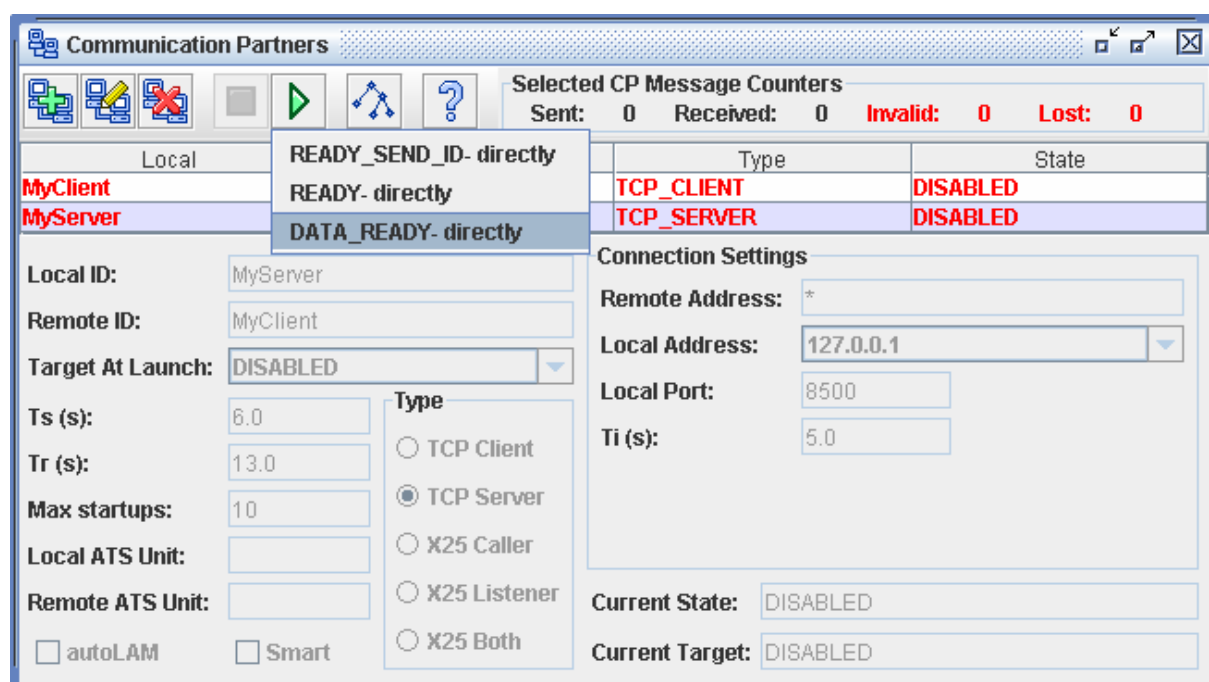 Communication Partners
Selected CP Message Counters
Sent: 0 Received: 0 Invalid: 0 Lost: 0
Local Type State
MyClient TCP_CLIENT DISABLED
MyServer TCP_SERVER DISABLED
READY_SEND_ID- directly
READY- directly
DATA_READY- directly
Local ID: MyServer
Remote ID: MyClient
Target At Launch: DISABLED
Ts (s): 6.0
Tr (s): 13.0
Max startups: 10
Local ATS Unit:
Remote ATS Unit:
autoLAM Smart
Type
TCP Client
TCP Server
X25 Caller
X25 Listener
X25 Both
Connection Settings
Remote Address: *
Local Address: 127.0.0.1
Local Port: 8500
Ti (s): 5.0
Current State: DISABLED
Current Target: DISABLED